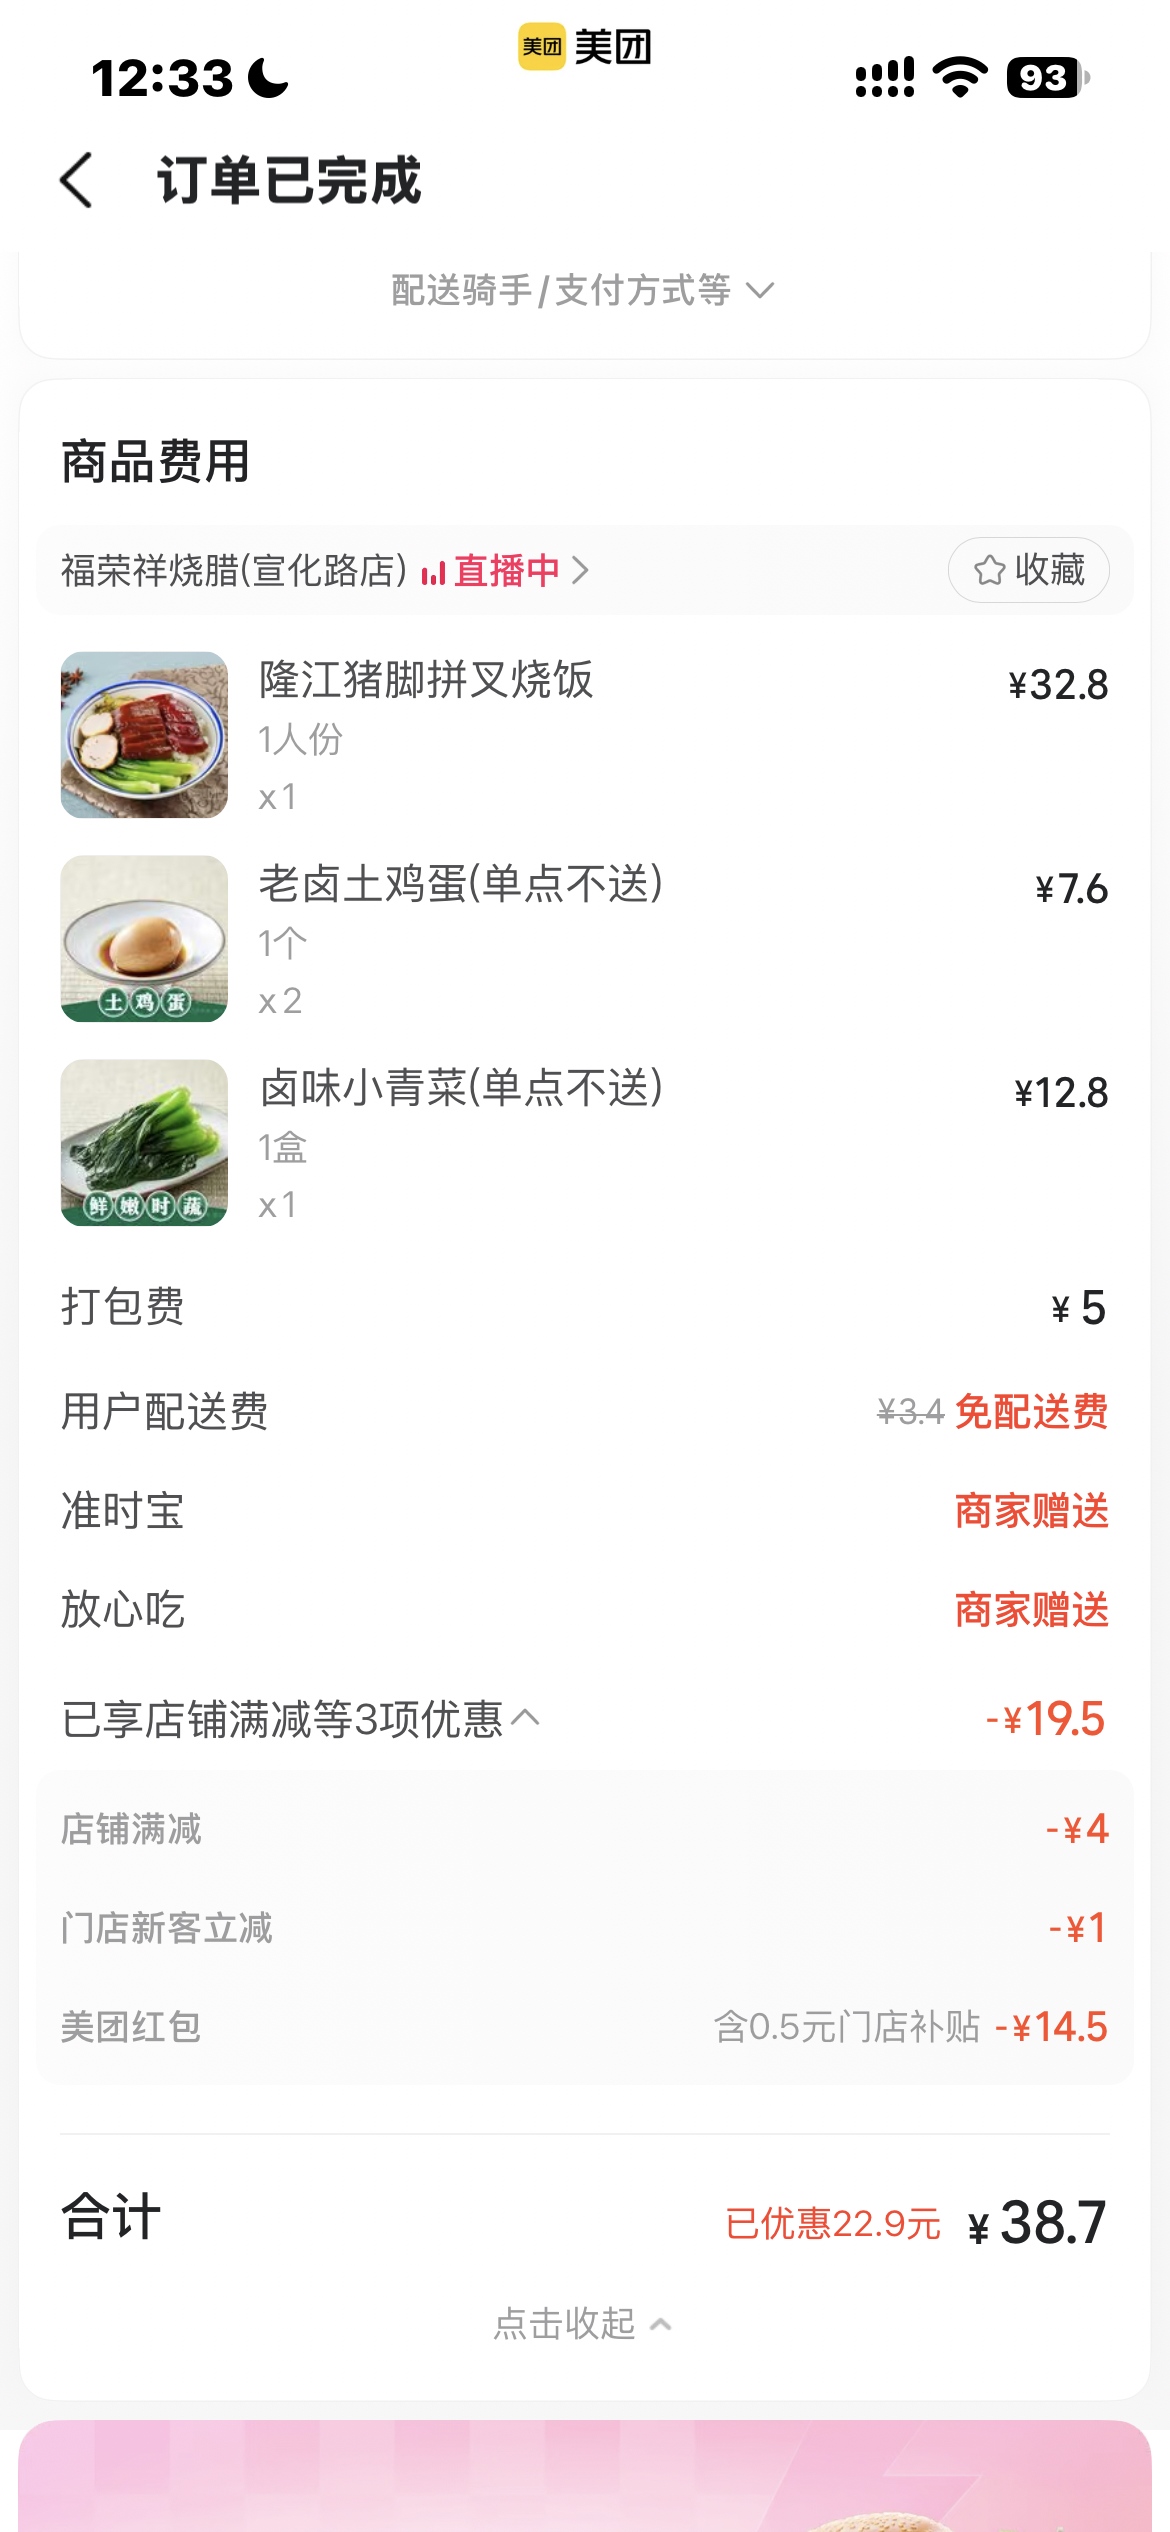 美团 美团
12:33 93
订单已完成
配送骑手/支付方式等
商品费用
福荣祥烧腊(宣化路店) 直播中 收藏
隆江猪脚拼叉烧饭 ¥32.8
1人份
x1
老卤土鸡蛋(单点不送) ¥7.6
1个
x2
土鸡蛋
卤味小青菜(单点不送) ¥12.8
1盒
x1
鲜嫩时蔬
打包费 ¥5
用户配送费 ¥3.4 免配送费
准时宝 商家赠送
放心吃 商家赠送
已享店铺满减等3项优惠 -¥19.5
店铺满减 -¥4
门店新客立减 -¥1
美团红包 含0.5元门店补贴 -¥14.5
合计 已优惠22.9元 ¥38.7
点击收起